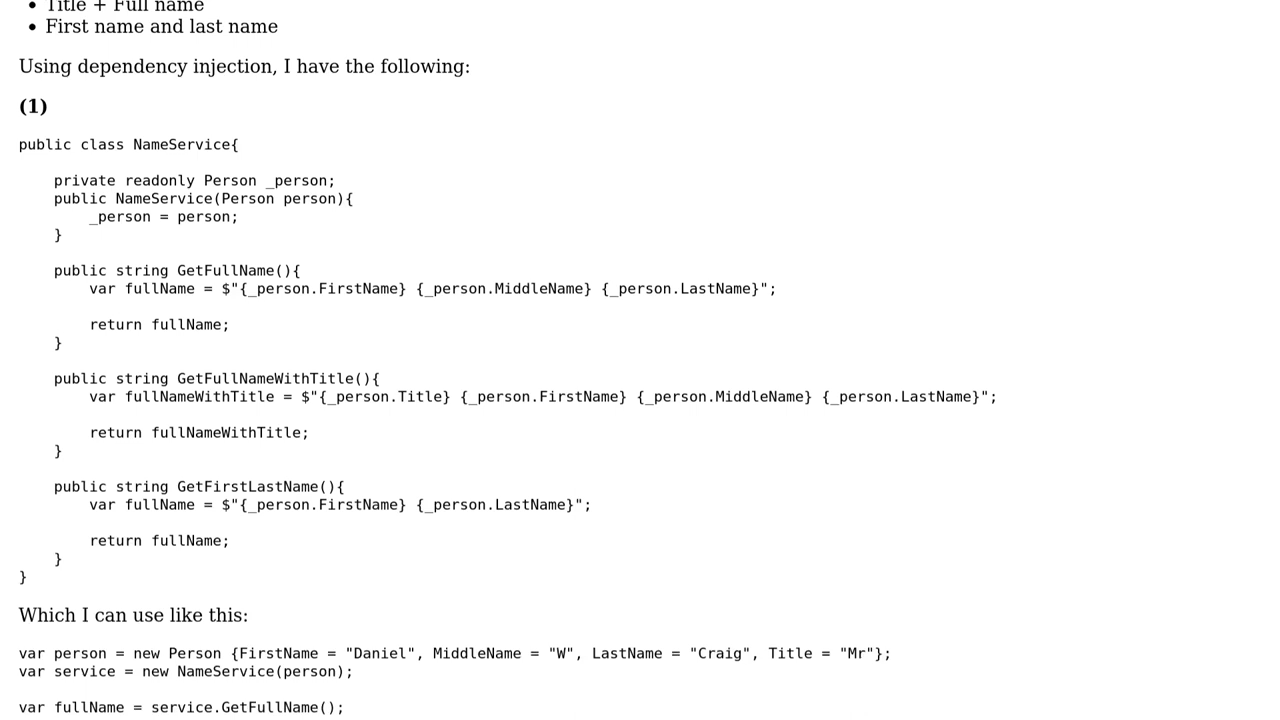 • Title + Full name
• First name and last name
Using dependency injection, I have the following:
(1)
public class NameService{
    private readonly Person _person;
    public NameService(Person person){
        _person = person;
    }
    public string GetFullName(){
        var fullName = $"{_person.FirstName} {_person.MiddleName} {_person.LastName}";
        return fullName;
    }
    public string GetFullNameWithTitle(){
        var fullNameWithTitle = $"{_person.Title} {_person.FirstName} {_person.MiddleName} {_person.LastName}";
        return fullNameWithTitle;
    }
    public string GetFirstLastName(){
        var fullName = $"{_person.FirstName} {_person.LastName}";
        return fullName;
    }
}
Which I can use like this:
var person = new Person {FirstName = "Daniel", MiddleName = "W", LastName = "Craig", Title = "Mr"};
var service = new NameService(person);
var fullName = service.GetFullName();